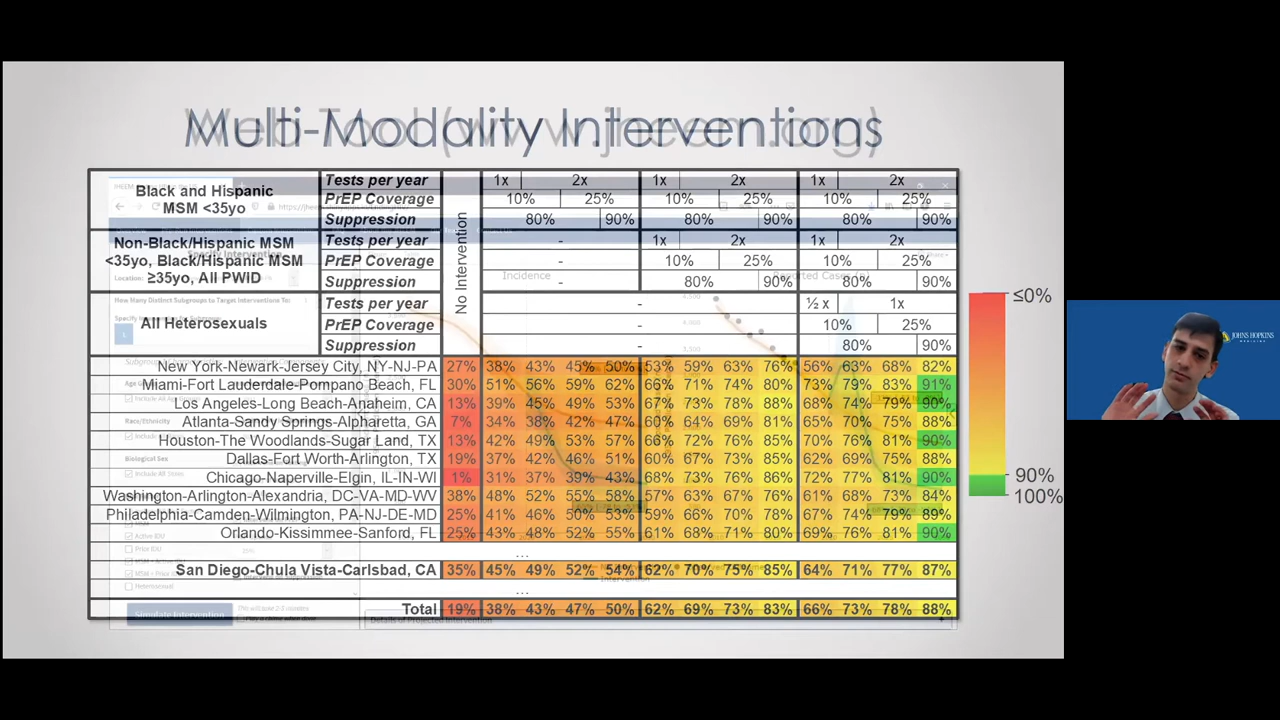 Multi-Modality Interventions
Black and Hispanic MSM <35yo
Tests per year 1x 2x 1x 2x 1x 2x
PrEP Coverage 10% 25% 10% 25% 10% 25%
Suppression 80% 90% 80% 90% 80% 90%
No Intervention
Non-Black/Hispanic MSM <35yo, Black/Hispanic MSM ≥35yo, All PWID
Tests per year - 1x 2x 1x 2x
PrEP Coverage - 10% 25% 10% 25%
Suppression - 80% 90% 80% 90%
All Heterosexuals
Tests per year - ½ x 1x
PrEP Coverage - 10% 25%
Suppression - 80% 90%
New York-Newark-Jersey City, NY-NJ-PA 27% 38% 43% 45% 50% 53% 59% 63% 76% 56% 63% 68% 82%
Miami-Fort Lauderdale-Pompano Beach, FL 30% 51% 56% 59% 62% 66% 71% 74% 80% 73% 79% 83% 91%
Los Angeles-Long Beach-Anaheim, CA 13% 39% 45% 49% 53% 67% 73% 78% 88% 68% 74% 79% 90%
Atlanta-Sandy Springs-Alpharetta, GA 7% 34% 38% 42% 47% 60% 64% 69% 81% 65% 70% 75% 88%
Houston-The Woodlands-Sugar Land, TX 13% 42% 49% 53% 57% 66% 72% 76% 85% 70% 76% 81% 90%
Dallas-Fort Worth-Arlington, TX 19% 37% 42% 46% 51% 60% 67% 73% 85% 62% 69% 75% 88%
Chicago-Naperville-Elgin, IL-IN-WI 1% 31% 37% 39% 43% 68% 73% 76% 86% 72% 77% 81% 90%
Washington-Arlington-Alexandria, DC-VA-MD-WV 38% 48% 52% 55% 58% 57% 63% 67% 76% 61% 68% 73% 84%
Philadelphia-Camden-Wilmington, PA-NJ-DE-MD 25% 41% 46% 50% 53% 59% 66% 70% 78% 67% 74% 79% 89%
Orlando-Kissimmee-Sanford, FL 25% 43% 48% 52% 55% 61% 68% 71% 80% 69% 76% 81% 90%
...
San Diego-Chula Vista-Carlsbad, CA 35% 45% 49% 52% 54% 62% 70% 75% 85% 64% 71% 77% 87%
...
Total 19% 38% 43% 47% 50% 62% 69% 73% 83% 66% 73% 78% 88%
≤0%
90%
100%
Incidence
Simulate Intervention
Details of Projected Intervention
JOHNS HOPKINS
MEDICINE